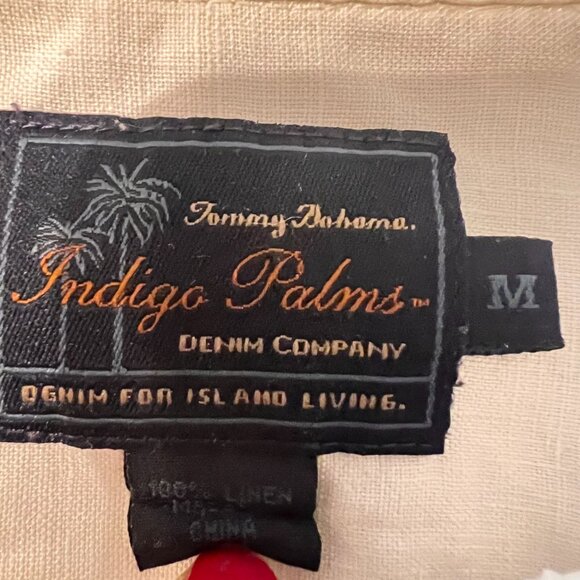 Tommy Bahama.
Indigo Palms™
DENIM COMPANY
M
DENIM FOR ISLAND LIVING.
100% LINEN
CHINA